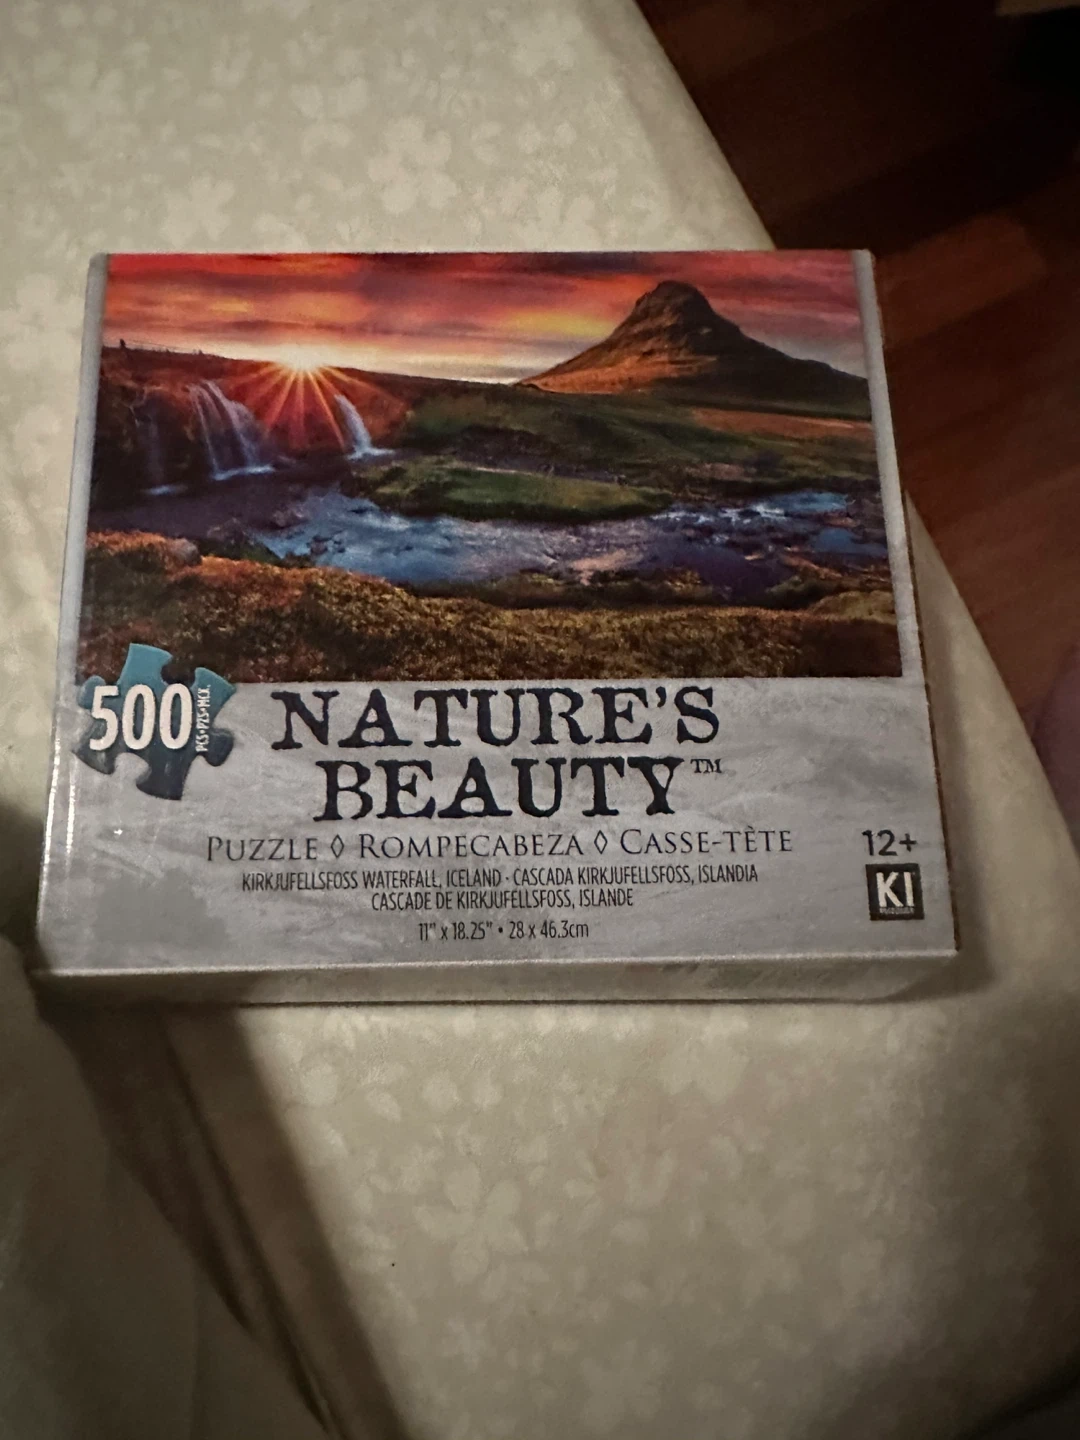 500
PCS•PZS•MCX
NATURE'S
BEAUTY™
PUZZLE ◊ ROMPECABEZA ◊ CASSE-TÊTE
12+
KIRKJUFELLSFOSS WATERFALL, ICELAND · CASCADA KIRKJUFELLSFOSS, ISLANDIA
CASCADE DE KIRKJUFELLSFOSS, ISLANDE
KI
11" x 18.25" • 28 x 46.3cm